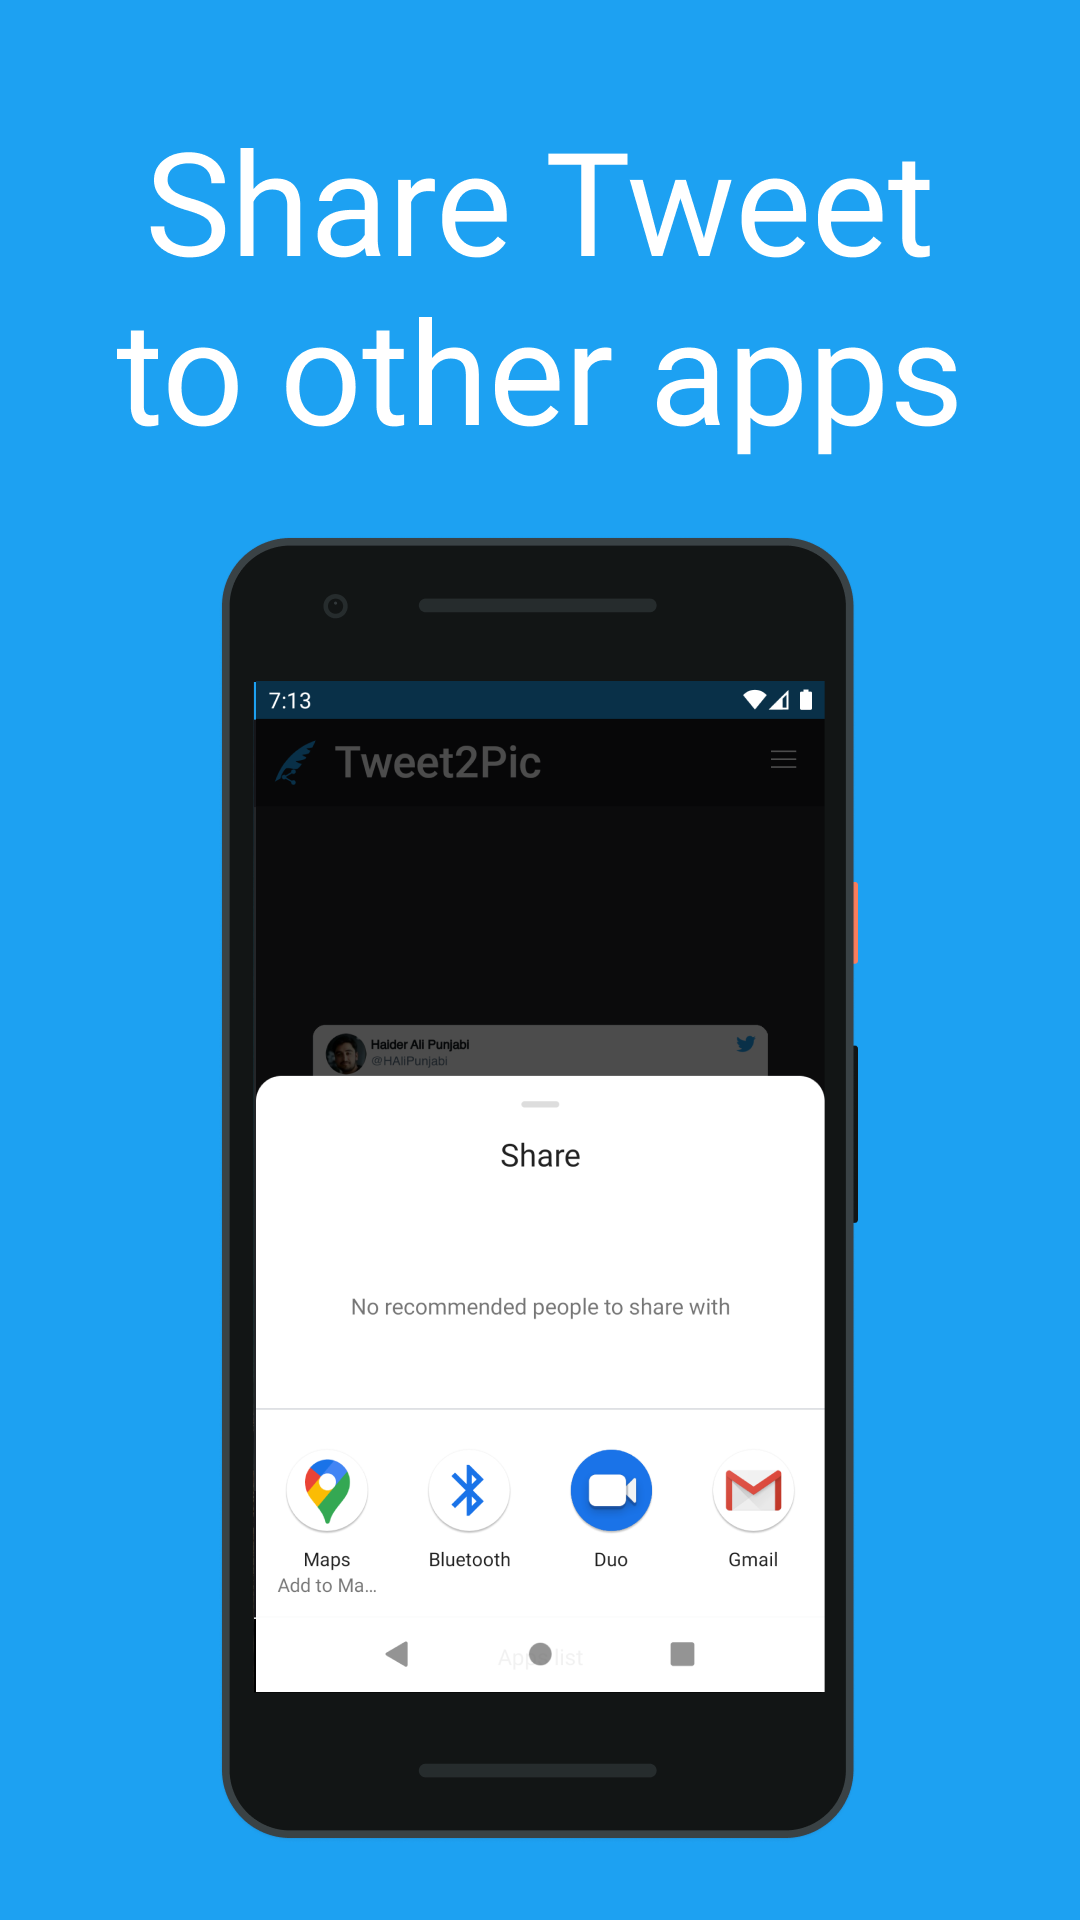 Share Tweet
to other apps
7:13
Tweet2Pic
Haider Ali Punjabi
@HAliPunjabi
Share
No recommended people to share with
Maps
Add to Ma...
Bluetooth
Duo
Gmail
list